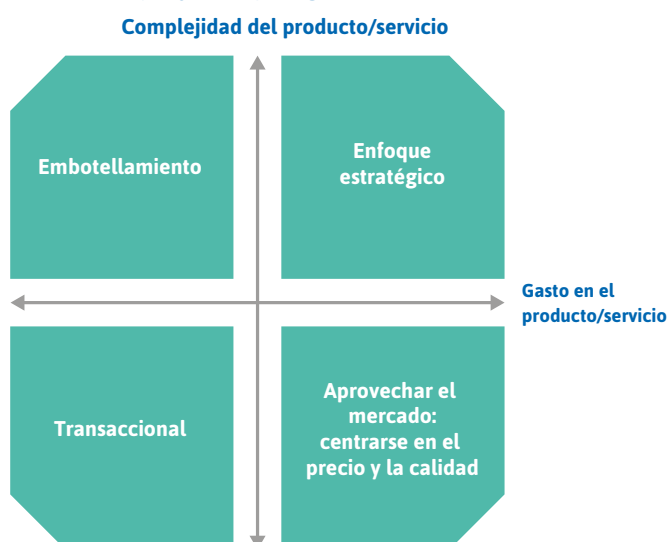 Complejidad del producto/servicio
Embotellamiento
Enfoque
estratégico
Gasto en el
producto/servicio
Transaccional
Aprovechar el
mercado:
centrarse en el
precio y la calidad